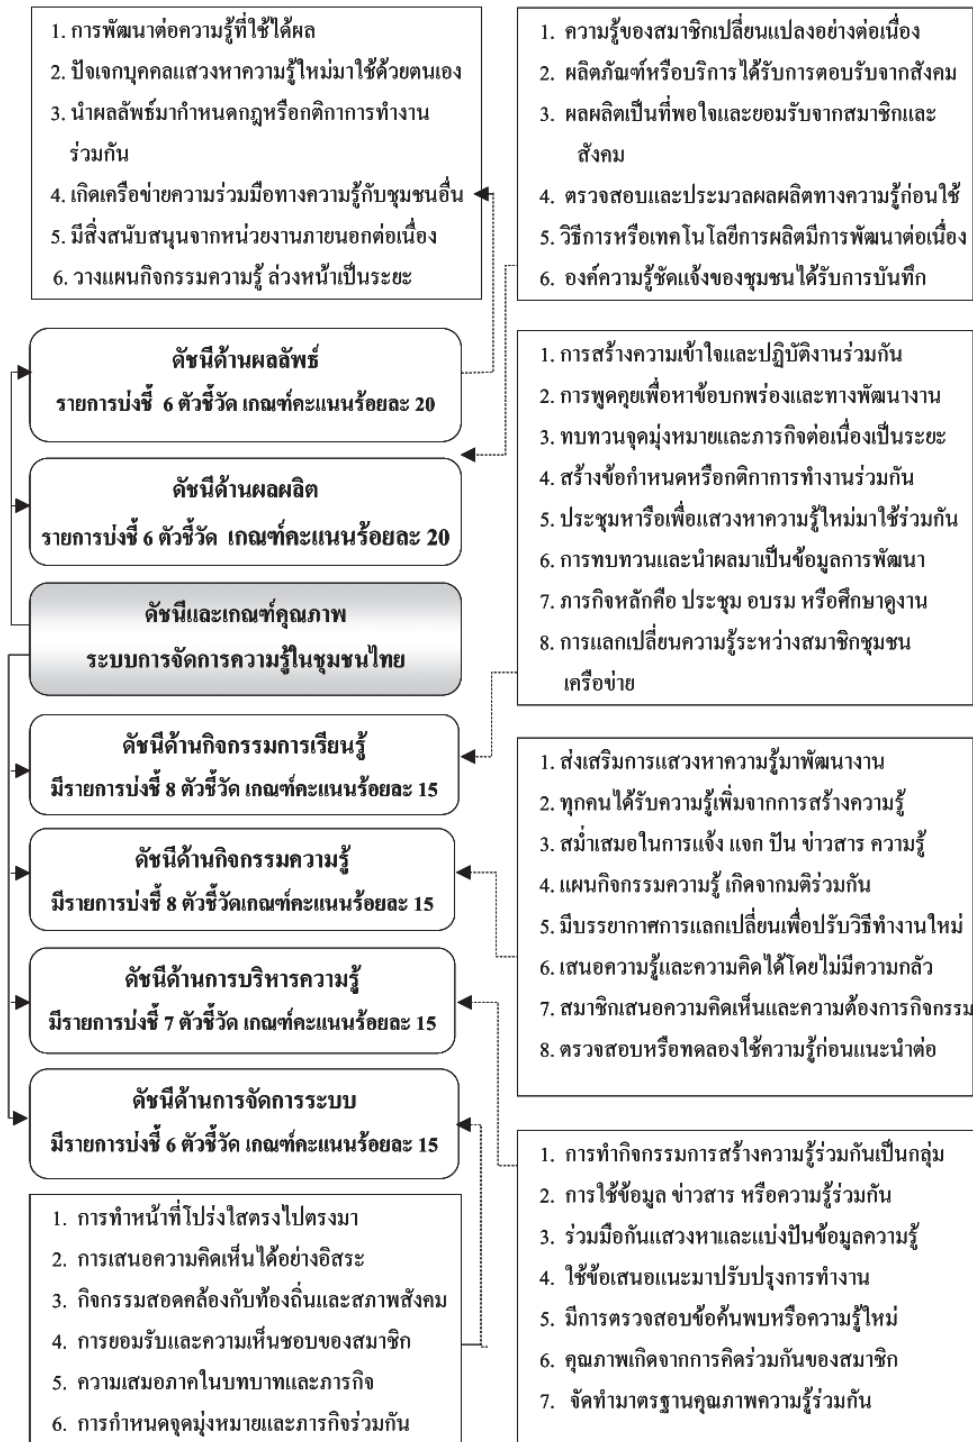 1. การพัฒนาต่อความรู้ที่ใช้ได้ผล
2. ปัจเจกบุคคลแสวงหาความรู้ใหม่มาใช้ด้วยตนเอง
3. นำผลลัพธ์มากำหนดกฎหรือกติกาการทำงาน
ร่วมกัน
4. เกิดเครือข่ายความร่วมมือทางความรู้กับชุมชนอื่น
5. มีสิ่งสนับสนุนจากหน่วยงานภายนอกต่อเนื่อง
6. วางแผนกิจกรรมความรู้ ล่วงหน้าเป็นระยะ
1. ความรู้ของสมาชิกเปลี่ยนแปลงอย่างต่อเนื่อง
2. ผลิตภัณฑ์หรือบริการได้รับการตอบรับจากสังคม
3. ผลผลิตเป็นที่พอใจและยอมรับจากสมาชิกและ
สังคม
4. ตรวจสอบและประมวลผลผลิตทางความรู้ก่อนใช้
5. วิธีการหรือเทคโนโลยีการผลิตมีการพัฒนาต่อเนื่อง
6. องค์ความรู้ชัดแจ้งของชุมชนได้รับการบันทึก
ดัชนีด้านผลลัพธ์
รายการบ่งชี้ 6 ตัวชี้วัด เกณฑ์คะแนนร้อยละ 20
ดัชนีด้านผลผลิต
รายการบ่งชี้ 6 ตัวชี้วัด เกณฑ์คะแนนร้อยละ 20
ดัชนีและเกณฑ์คุณภาพ
ระบบการจัดการความรู้ในชุมชนไทย
1. การสร้างความเข้าใจและปฏิบัติงานร่วมกัน
2. การพูดคุยเพื่อหาข้อบกพร่องและทางพัฒนางาน
3. ทบทวนจุดมุ่งหมายและภารกิจต่อเนื่องเป็นระยะ
4. สร้างข้อกำหนดหรือกติกาการทำงานร่วมกัน
5. ประชุมหารือเพื่อแสวงหาความรู้ใหม่มาใช้ร่วมกัน
6. การทบทวนและนำผลมาเป็นข้อมูลการพัฒนา
7. ภารกิจหลักคือ ประชุม อบรม หรือศึกษาดูงาน
8. การแลกเปลี่ยนความรู้ระหว่างสมาชิกชุมชน
เครือข่าย
ดัชนีด้านกิจกรรมการเรียนรู้
มีรายการบ่งชี้ 8 ตัวชี้วัด เกณฑ์คะแนนร้อยละ 15
ดัชนีด้านกิจกรรมความรู้
มีรายการบ่งชี้ 8 ตัวชี้วัดเกณฑ์คะแนนร้อยละ 15
ดัชนีด้านการบริหารความรู้
มีรายการบ่งชี้ 7 ตัวชี้วัด เกณฑ์คะแนนร้อยละ 15
ดัชนีด้านการจัดการระบบ
มีรายการบ่งชี้ 6 ตัวชี้วัด เกณฑ์คะแนนร้อยละ 15
1. ส่งเสริมการแสวงหาความรู้มาพัฒนางาน
2. ทุกคนได้รับความรู้เพิ่มจากการสร้างความรู้
3. สม่ำเสมอในการแจ้ง แจก ปัน ข่าวสาร ความรู้
4. แผนกิจกรรมความรู้ เกิดจากมติร่วมกัน
5. มีบรรยากาศการแลกเปลี่ยนเพื่อปรับวิธีทำงานใหม่
6. เสนอความรู้และความคิดได้โดยไม่มีความกลัว
7. สมาชิกเสนอความคิดเห็นและความต้องการกิจกรรม
8. ตรวจสอบหรือทดลองใช้ความรู้ก่อนแนะนำต่อ
1. การทำหน้าที่โปร่งใสตรงไปตรงมา
2. การเสนอความคิดเห็นได้อย่างอิสระ
3. กิจกรรมสอดคล้องกับท้องถิ่นและสภาพสังคม
4. การยอมรับและความเห็นชอบของสมาชิก
5. ความเสมอภาคในบทบาทและภารกิจ
6. การกำหนดจุดมุ่งหมายและภารกิจร่วมกัน
1. การทำกิจกรรมการสร้างความรู้ร่วมกันเป็นกลุ่ม
2. การใช้ข้อมูล ข่าวสาร หรือความรู้ร่วมกัน
3. ร่วมมือกันแสวงหาและแบ่งปันข้อมูลความรู้
4. ใช้ข้อเสนอแนะมาปรับปรุงการทำงาน
5. มีการตรวจสอบข้อค้นพบหรือความรู้ใหม่
6. คุณภาพเกิดจากการคิดร่วมกันของสมาชิก
7. จัดทำมาตรฐานคุณภาพความรู้ร่วมกัน